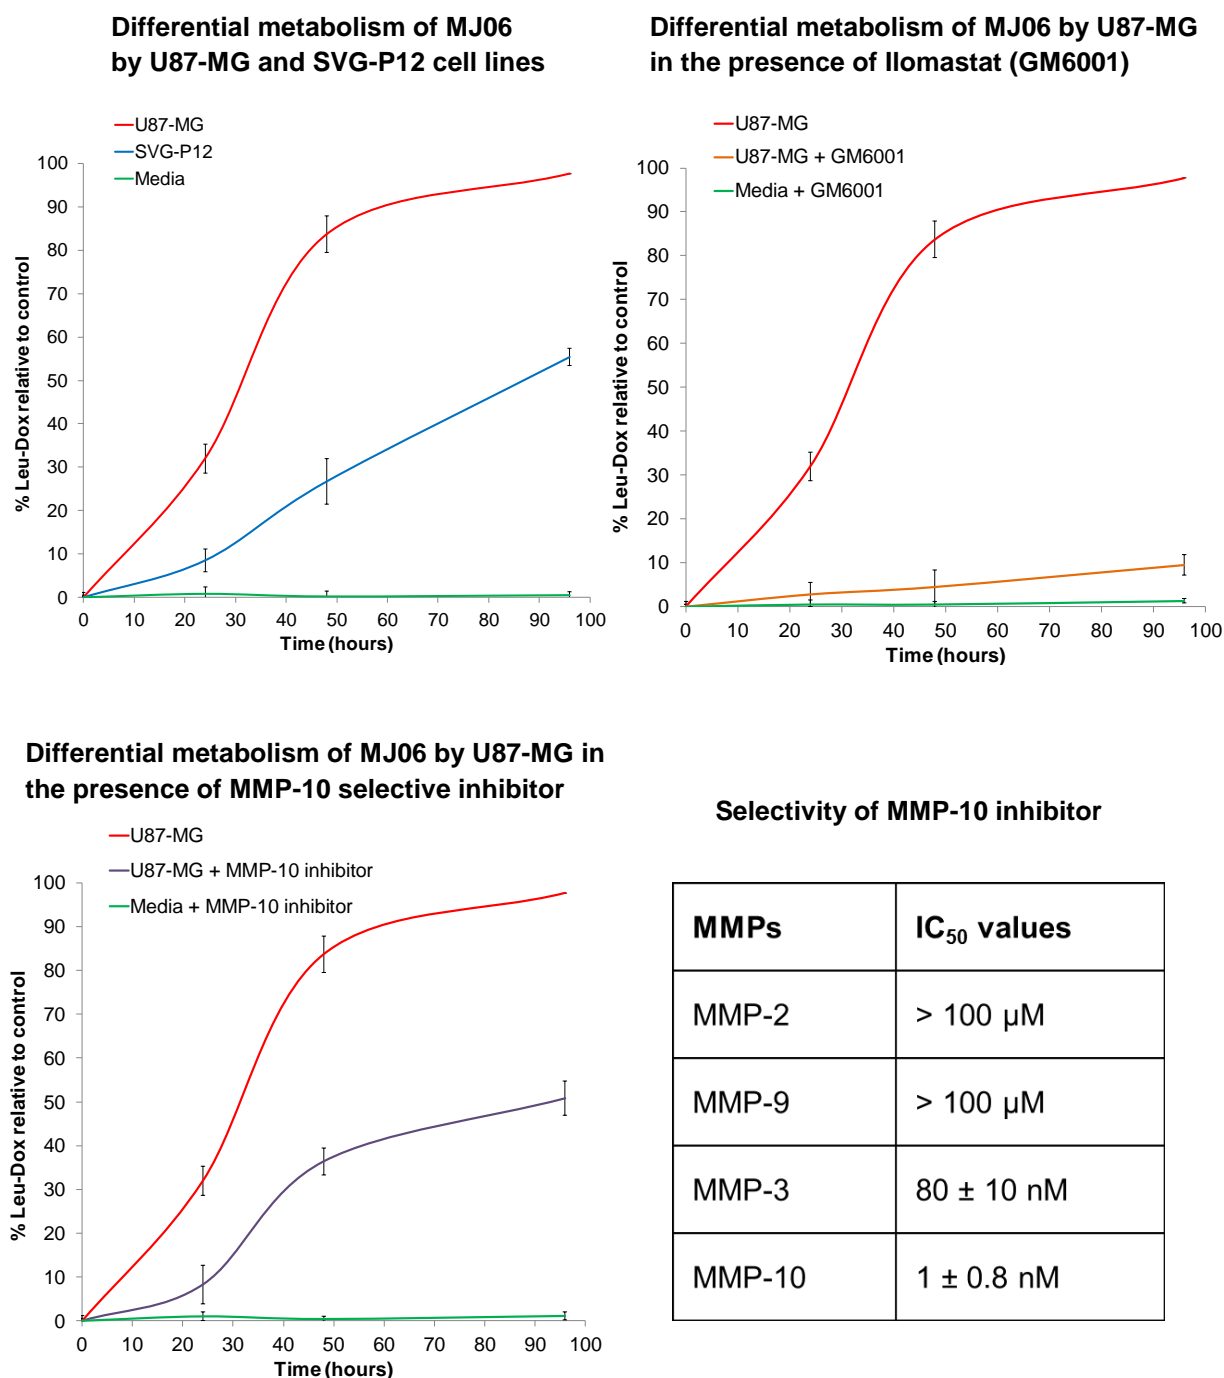 Differential metabolism of MJ06
by U87-MG and SVG-P12 cell lines
U87-MG
SVG-P12
Media
100
90
80
70
60
50
40
30
20
10
0
% Leu-Dox relative to control
0 10 20 30 40 50 60 70 80 90 100
Time (hours)
Differential metabolism of MJ06 by U87-MG
in the presence of Ilomastat (GM6001)
U87-MG
U87-MG + GM6001
Media + GM6001
100
90
80
70
60
50
40
30
20
10
0
% Leu-Dox relative to control
0 10 20 30 40 50 60 70 80 90 100
Time (hours)
Differential metabolism of MJ06 by U87-MG in
the presence of MMP-10 selective inhibitor
U87-MG
U87-MG + MMP-10 inhibitor
Media + MMP-10 inhibitor
100
90
80
70
60
50
40
30
20
10
0
% Leu-Dox relative to control
0 10 20 30 40 50 60 70 80 90 100
Time (hours)
Selectivity of MMP-10 inhibitor
MMPs IC50 values
MMP-2 > 100 µM
MMP-9 > 100 µM
MMP-3 80 ± 10 nM
MMP-10 1 ± 0.8 nM